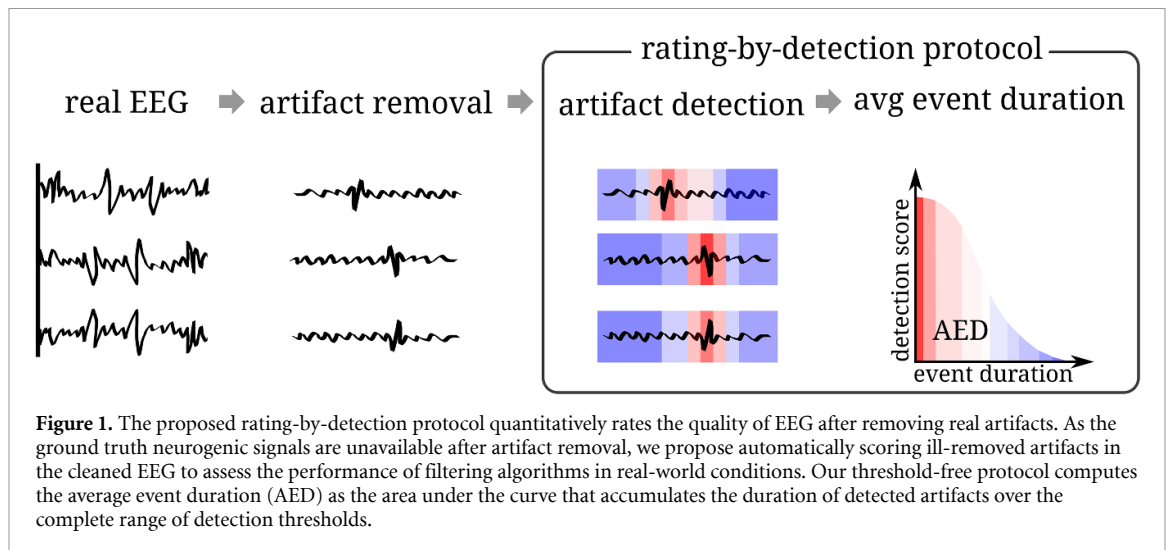 rating-by-detection protocol
real EEG
artifact removal
artifact detection
avg event duration
detection score
AED
event duration
Figure 1. The proposed rating-by-detection protocol quantitatively rates the quality of EEG after removing real artifacts. As the
ground truth neurogenic signals are unavailable after artifact removal, we propose automatically scoring ill-removed artifacts in
the cleaned EEG to assess the performance of filtering algorithms in real-world conditions. Our threshold-free protocol computes
the average event duration (AED) as the area under the curve that accumulates the duration of detected artifacts over the
complete range of detection thresholds.